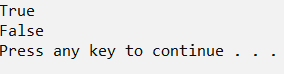 True
False
Press any key to continue . . .